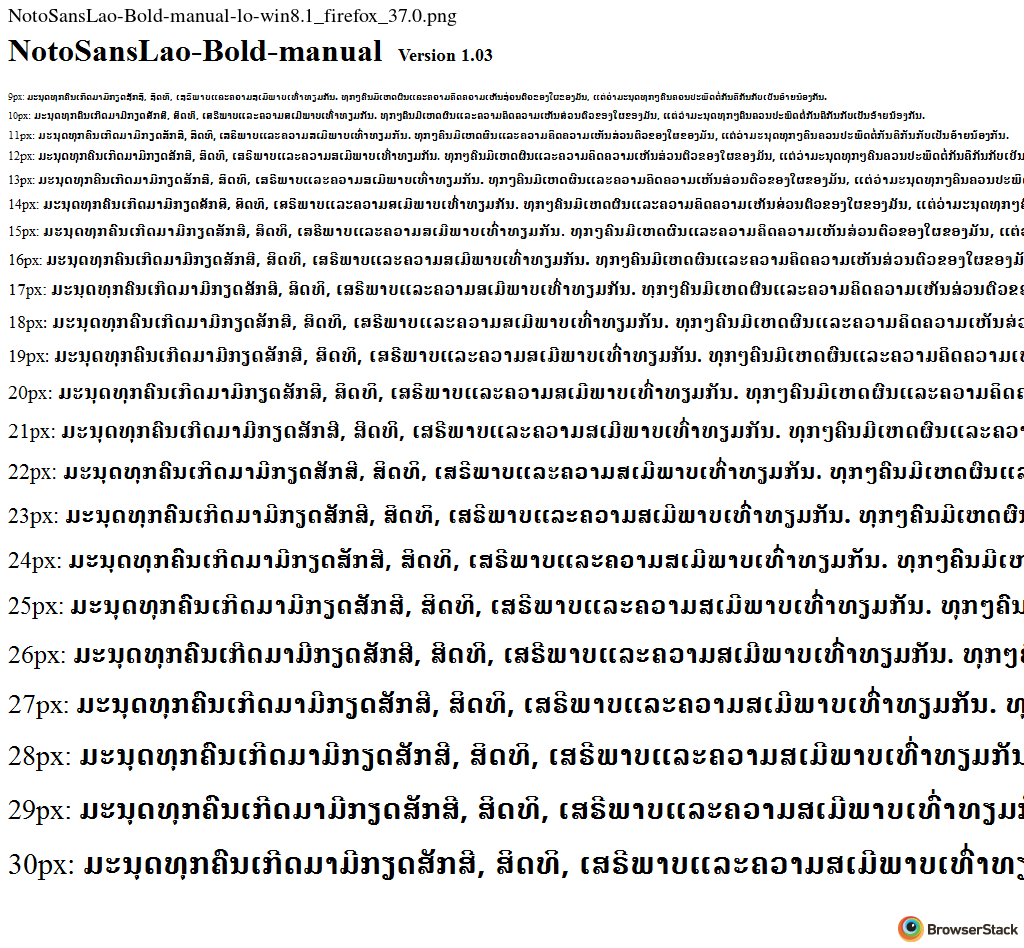 NotoSansLao-Bold-manual-lo-win8.1_firefox_37.0.png
NotoSansLao-Bold-manual Version 1.03
9px: ມະນຸດທຸກຄົນເກີດມາມີກຽດສັກສີ, ສິດທິ, ເສຣີພາບແລະຄວາມສເມີພາບເທົ່າທຽມກັນ. ທຸກໆຄົນມີເຫດຜົນແລະຄວາມຄິດຄວາມເຫັນສ່ວນຕົວຂອງໃຜຂອງມັນ, ແຕ່ວ່າມະນຸດທຸກໆຄົນຄວນປະພຶດຕໍ່ກັນຄືກັນກັບເປັນອ້າຍນ້ອງກັນ.
10px: ມະນຸດທຸກຄົນເກີດມາມີກຽດສັກສີ, ສິດທິ, ເສຣີພາບແລະຄວາມສເມີພາບເທົ່າທຽມກັນ. ທຸກໆຄົນມີເຫດຜົນແລະຄວາມຄິດຄວາມເຫັນສ່ວນຕົວຂອງໃຜຂອງມັນ, ແຕ່ວ່າມະນຸດທຸກໆຄົນຄວນປະພຶດຕໍ່ກັນຄືກັນກັບເປັນອ້າຍນ້ອງກັນ.
11px: ມະນຸດທຸກຄົນເກີດມາມີກຽດສັກສີ, ສິດທິ, ເສຣີພາບແລະຄວາມສເມີພາບເທົ່າທຽມກັນ. ທຸກໆຄົນມີເຫດຜົນແລະຄວາມຄິດຄວາມເຫັນສ່ວນຕົວຂອງໃຜຂອງມັນ, ແຕ່ວ່າມະນຸດທຸກໆຄົນຄວນປະພຶດຕໍ່ກັນຄືກັນກັບເປັນອ້າຍນ້ອງກັນ.
12px: ມະນຸດທຸກຄົນເກີດມາມີກຽດສັກສີ, ສິດທິ, ເສຣີພາບແລະຄວາມສເມີພາບເທົ່າທຽມກັນ. ທຸກໆຄົນມີເຫດຜົນແລະຄວາມຄິດຄວາມເຫັນສ່ວນຕົວຂອງໃຜຂອງມັນ, ແຕ່ວ່າມະນຸດທຸກໆຄົນຄວນປະພຶດຕໍ່ກັນຄືກັນກັບເປັນ
13px: ມະນຸດທຸກຄົນເກີດມາມີກຽດສັກສີ, ສິດທິ, ເສຣີພາບແລະຄວາມສເມີພາບເທົ່າທຽມກັນ. ທຸກໆຄົນມີເຫດຜົນແລະຄວາມຄິດຄວາມເຫັນສ່ວນຕົວຂອງໃຜຂອງມັນ, ແຕ່ວ່າມະນຸດທຸກໆຄົນຄວນປະພຶ
14px: ມະນຸດທຸກຄົນເກີດມາມີກຽດສັກສີ, ສິດທິ, ເສຣີພາບແລະຄວາມສເມີພາບເທົ່າທຽມກັນ. ທຸກໆຄົນມີເຫດຜົນແລະຄວາມຄິດຄວາມເຫັນສ່ວນຕົວຂອງໃຜຂອງມັນ, ແຕ່ວ່າມະນຸດທຸກໆ
15px: ມະນຸດທຸກຄົນເກີດມາມີກຽດສັກສີ, ສິດທິ, ເສຣີພາບແລະຄວາມສເມີພາບເທົ່າທຽມກັນ. ທຸກໆຄົນມີເຫດຜົນແລະຄວາມຄິດຄວາມເຫັນສ່ວນຕົວຂອງໃຜຂອງມັນ, ແຕ່
16px: ມະນຸດທຸກຄົນເກີດມາມີກຽດສັກສີ, ສິດທິ, ເສຣີພາບແລະຄວາມສເມີພາບເທົ່າທຽມກັນ. ທຸກໆຄົນມີເຫດຜົນແລະຄວາມຄິດຄວາມເຫັນສ່ວນຕົວຂອງໃຜຂອງມັ
17px: ມະນຸດທຸກຄົນເກີດມາມີກຽດສັກສີ, ສິດທິ, ເສຣີພາບແລະຄວາມສເມີພາບເທົ່າທຽມກັນ. ທຸກໆຄົນມີເຫດຜົນແລະຄວາມຄິດຄວາມເຫັນສ່ວນຕົວຂອ
18px: ມະນຸດທຸກຄົນເກີດມາມີກຽດສັກສີ, ສິດທິ, ເສຣີພາບແລະຄວາມສເມີພາບເທົ່າທຽມກັນ. ທຸກໆຄົນມີເຫດຜົນແລະຄວາມຄິດຄວາມເຫັນສ່ວ
19px: ມະນຸດທຸກຄົນເກີດມາມີກຽດສັກສີ, ສິດທິ, ເສຣີພາບແລະຄວາມສເມີພາບເທົ່າທຽມກັນ. ທຸກໆຄົນມີເຫດຜົນແລະຄວາມຄິດຄວາມເ
20px: ມະນຸດທຸກຄົນເກີດມາມີກຽດສັກສີ, ສິດທິ, ເສຣີພາບແລະຄວາມສເມີພາບເທົ່າທຽມກັນ. ທຸກໆຄົນມີເຫດຜົນແລະຄວາມຄິດຄ
21px: ມະນຸດທຸກຄົນເກີດມາມີກຽດສັກສີ, ສິດທິ, ເສຣີພາບແລະຄວາມສເມີພາບເທົ່າທຽມກັນ. ທຸກໆຄົນມີເຫດຜົນແລະຄວາ
22px: ມະນຸດທຸກຄົນເກີດມາມີກຽດສັກສີ, ສິດທິ, ເສຣີພາບແລະຄວາມສເມີພາບເທົ່າທຽມກັນ. ທຸກໆຄົນມີເຫດຜົນແລ
23px: ມະນຸດທຸກຄົນເກີດມາມີກຽດສັກສີ, ສິດທິ, ເສຣີພາບແລະຄວາມສເມີພາບເທົ່າທຽມກັນ. ທຸກໆຄົນມີເຫດຜົນ
24px: ມະນຸດທຸກຄົນເກີດມາມີກຽດສັກສີ, ສິດທິ, ເສຣີພາບແລະຄວາມສເມີພາບເທົ່າທຽມກັນ. ທຸກໆຄົນມີເຫ
25px: ມະນຸດທຸກຄົນເກີດມາມີກຽດສັກສີ, ສິດທິ, ເສຣີພາບແລະຄວາມສເມີພາບເທົ່າທຽມກັນ. ທຸກໆຄົນ
26px: ມະນຸດທຸກຄົນເກີດມາມີກຽດສັກສີ, ສິດທິ, ເສຣີພາບແລະຄວາມສເມີພາບເທົ່າທຽມກັນ. ທຸກໆ
27px: ມະນຸດທຸກຄົນເກີດມາມີກຽດສັກສີ, ສິດທິ, ເສຣີພາບແລະຄວາມສເມີພາບເທົ່າທຽມກັນ. ທຸ
28px: ມະນຸດທຸກຄົນເກີດມາມີກຽດສັກສີ, ສິດທິ, ເສຣີພາບແລະຄວາມສເມີພາບເທົ່າທຽມກັນ
29px: ມະນຸດທຸກຄົນເກີດມາມີກຽດສັກສີ, ສິດທິ, ເສຣີພາບແລະຄວາມສເມີພາບເທົ່າທຽມກັ
30px: ມະນຸດທຸກຄົນເກີດມາມີກຽດສັກສີ, ສິດທິ, ເສຣີພາບແລະຄວາມສເມີພາບເທົ່າທຽ
BrowserStack